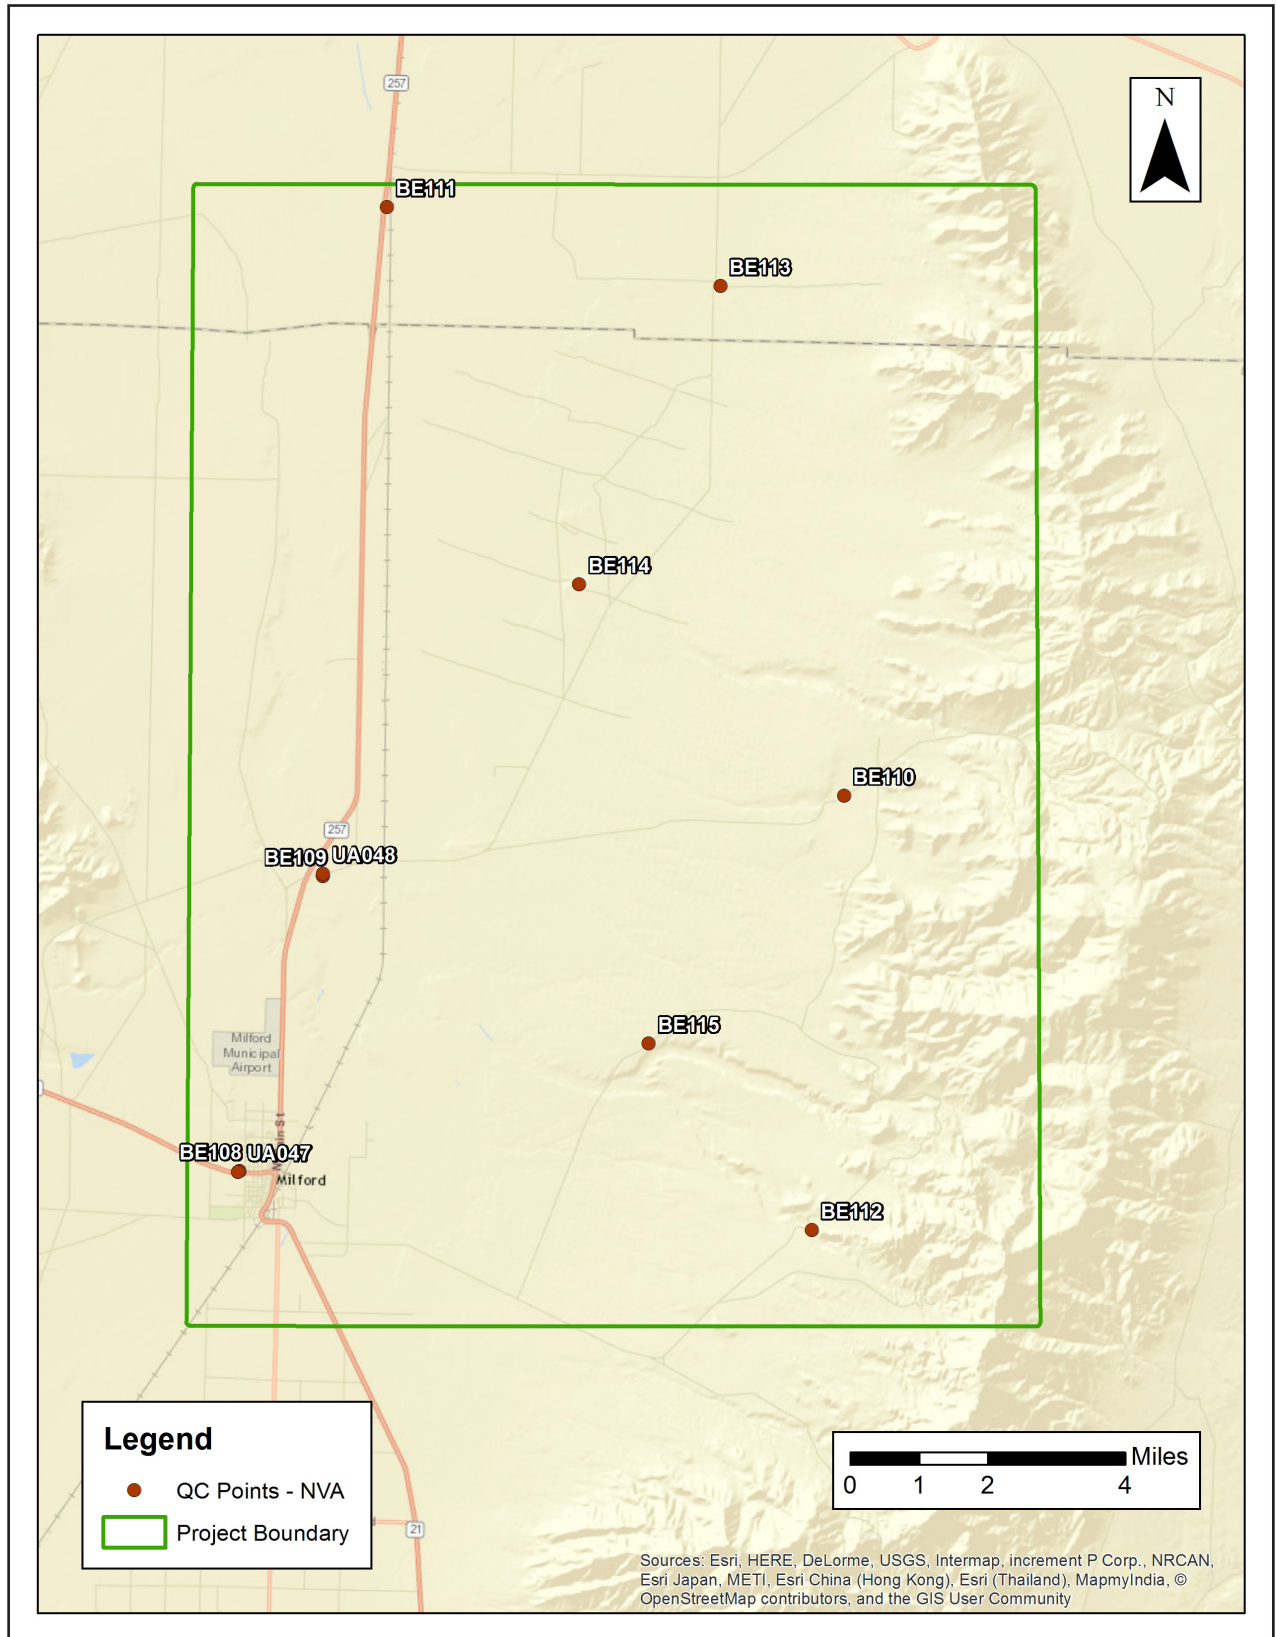 257
N
BE111
BE113
BE114
BE110
257
BE109 UA048
BE115
Milford
Municipal
Airport
BE108 UA047
Milford
BE112
Legend
QC Points - NVA
Project Boundary
21
Miles
0 1 2 4
Sources: Esri, HERE, DeLorme, USGS, Intermap, increment P Corp., NRCAN,
Esri Japan, METI, Esri China (Hong Kong), Esri (Thailand), MapmyIndia, ©
OpenStreetMap contributors, and the GIS User Community